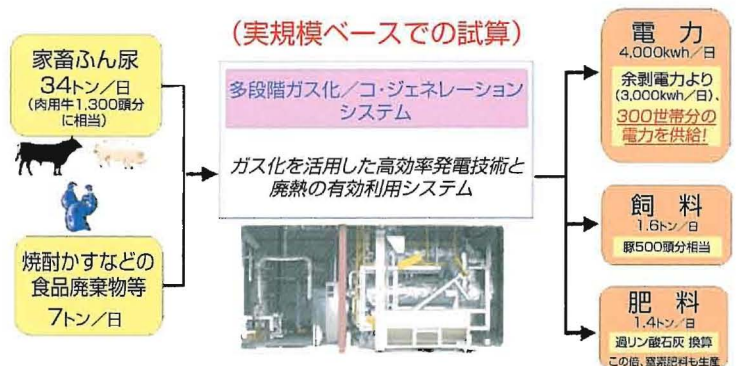 (実規模ベースでの試算)
家畜ふん尿
34トン/日
(肉用牛1,300頭分
に相当)
焼酎かすなどの
食品廃棄物等
7トン/日
多段階ガス化/コ・ジェネレーション
システム
ガス化を活用した高効率発電技術と
廃熱の有効利用システム
電力
4,000kwh/日
余剰電力より
(3,000kwh/日)、
300世帯分の
電力を供給!
飼料
1.6トン/日
豚500頭分相当
肥料
1.4トン/日
過リン酸石灰 換算
この他、窒素肥料も生産